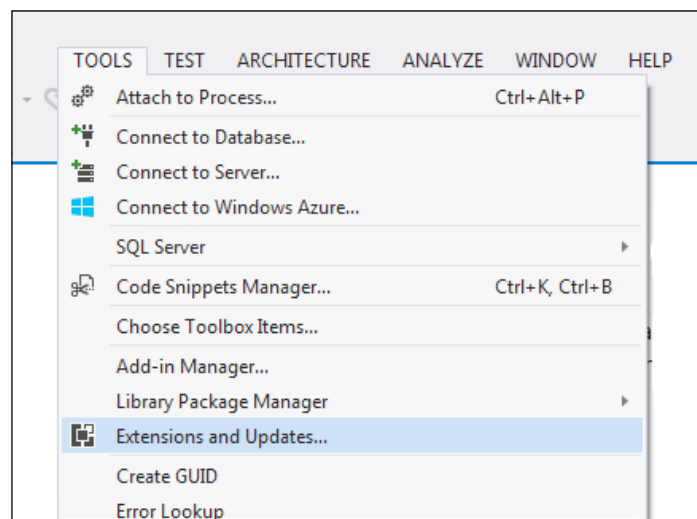 TOOLS TEST ARCHITECTURE ANALYZE WINDOW HELP
Attach to Process... Ctrl+Alt+P
Connect to Database...
Connect to Server...
Connect to Windows Azure...
SQL Server
Code Snippets Manager... Ctrl+K, Ctrl+B
Choose Toolbox Items...
Add-in Manager...
Library Package Manager
Extensions and Updates...
Create GUID
Error Lookup